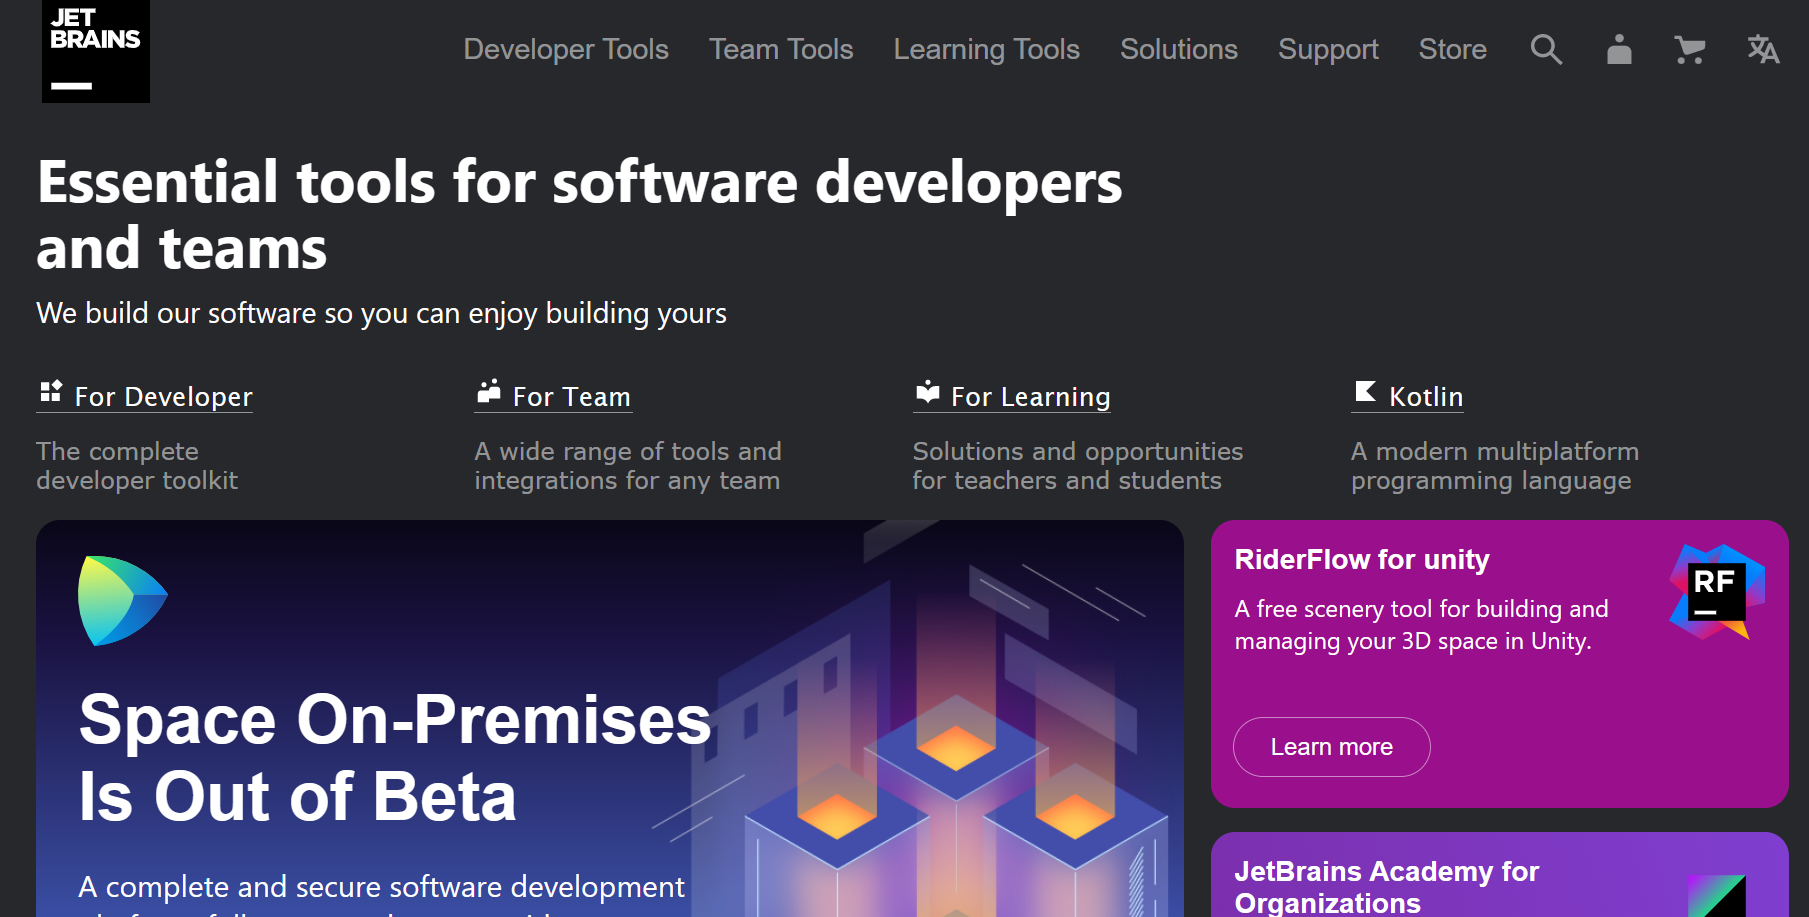 JET
BRAINS
Developer Tools
Team Tools
Learning Tools
Solutions
Support
Store
Essential tools for software developers
and teams
We build our software so you can enjoy building yours
For Developer
The complete
developer toolkit
For Team
A wide range of tools and
integrations for any team
For Learning
Solutions and opportunities
for teachers and students
Kotlin
A modern multiplatform
programming language
Space On-Premises
Is Out of Beta
A complete and secure software development
RiderFlow for unity
RF
A free scenery tool for building and
managing your 3D space in Unity.
Learn more
JetBrains Academy for
Organizations